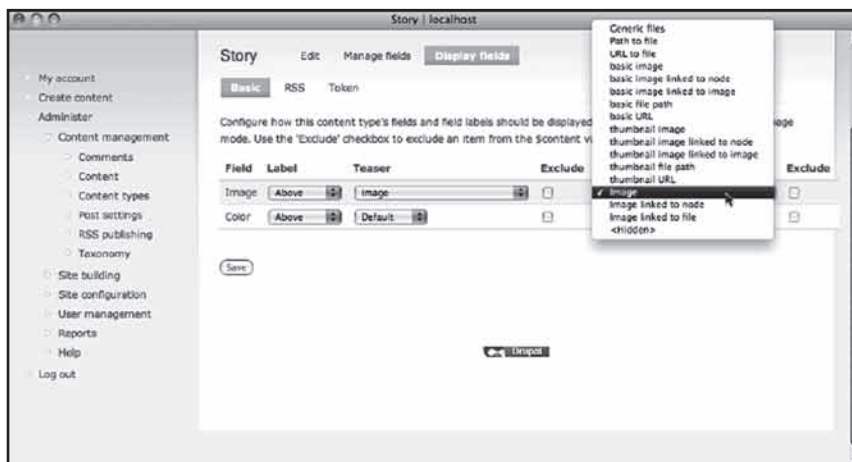 Story | localhost
My account
Create content
Administer
Content management
Comments
Content
Content types
Post settings
RSS publishing
Taxonomy
Site building
Site configuration
User management
Reports
Help
Log out
Story Edit Manage fields Display fields
Basic RSS Token
Configure how this content type's fields and field labels should be displayed
mode. Use the 'Exclude' checkbox to exclude an item from the $content
Field Label Teaser Exclude Exclude
Image Above Image
Color Above Default
Save
Drupal
Generic files
Path to file
URL to file
basic image
basic image linked to node
basic image linked to image
basic file path
basic URL
thumbnail image
thumbnail image linked to node
thumbnail image linked to image
thumbnail file path
thumbnail URL
✓ Image
Image linked to node
Image linked to file
<Hidden>